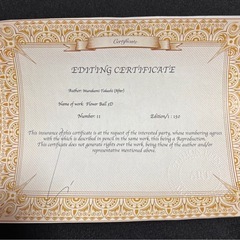 Certificate
EDITING CERTIFICATE
Author: Murakami Takashi (After)
Name of work: Flower Ball 3D
Number: 11 Edition/s: 150
This insurance of this certificate is at the request of the interested party, whose numbering agrees
with the which is described in pencil in the same work, this being a Reproduction.
This certificate does not generate rights over the work, being those of the author and/or
representative mentioned above.